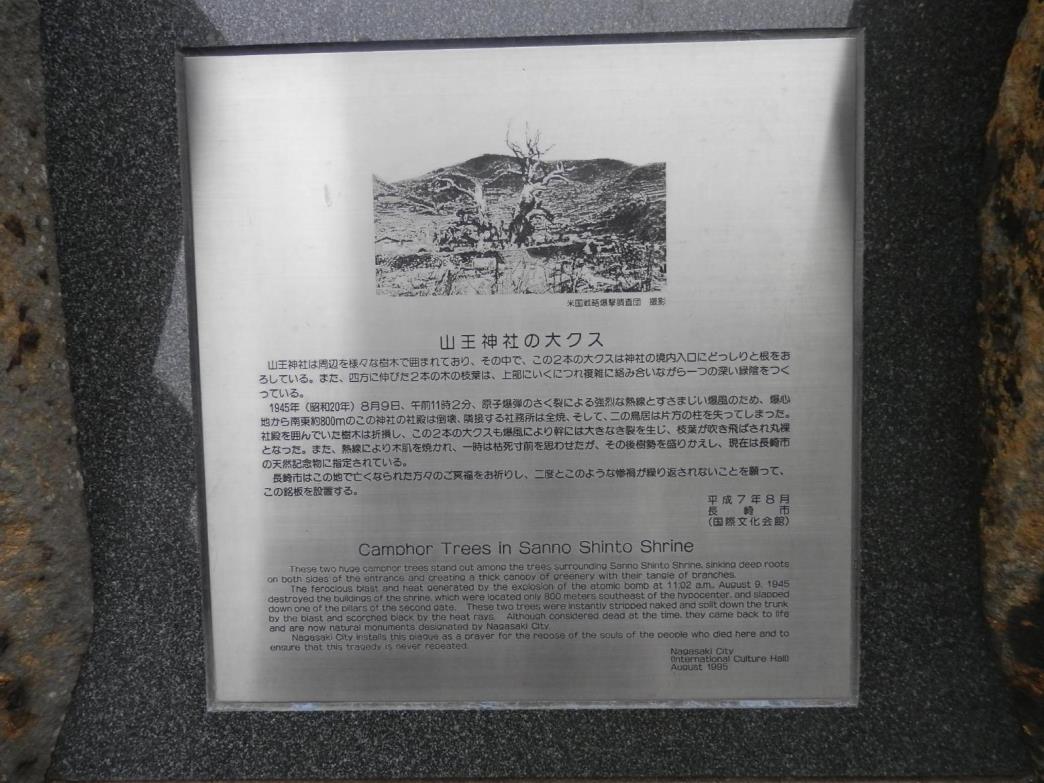 米国戦略爆撃調査団 撮影
山王神社の大クス
山王神社は周辺を様々な樹木で囲まれており、その中で、この2本の大クスは神社の境内入口にどっしりと根をお
ろしている。また、四方に伸びた2本の木の枝葉は、上部にいくにつれ複雑に絡み合いながら一つの深い緑陰をつく
っている。
1945年(昭和20年)8月9日、午前11時2分、原子爆弾のさく裂による強烈な熱線とすさまじい爆風のため、爆心
地から南東約800mのこの神社の社殿は倒壊、隣接する社務所は全焼、そして、二の鳥居は片方の柱を失ってしまった。
社殿を囲んでいた樹木は折損し、この2本の大クスも爆風により幹には大きな亀裂を生じ、枝葉が吹き飛ばされ丸裸
となった。また、熱線により木肌を焼かれ、一時は枯死寸前を思わせたが、その後樹勢を盛りかえし、現在は長崎市
の天然記念物に指定されている。
長崎市はこの地で亡くなられた方々のご冥福をお祈りし、二度とこのような惨禍が繰り返されないことを願って、
この銘板を設置する。
平成7年8月
長崎市
(国際文化会館)
Camphor Trees in Sanno Shinto Shrine
These two huge camphor trees stand out among the trees surrounding Sanno Shinto Shrine, sinking deep roots
on both sides of the entrance and creating a thick canopy of greenery with their tangle of branches.
The ferocious blast and heat generated by the explosion of the atomic bomb at 11:02 a.m. August 9, 1945
destroyed the buildings of the shrine, which were located only 800 meters southeast of the hypocenter, and slapped
down one of the pillars of the second gate. These two trees were instantly stripped naked and split down the trunk
by the blast and scorched black by the heat rays. Although considered dead at the time, they came back to life
and are now natural monuments designated by Nagasaki City.
Nagasaki City installs this plaque as a prayer for the repose of the souls of the people who died here and to
ensure that this tragedy is never repeated.
Nagasaki City
(International Culture Hall)
August 1995